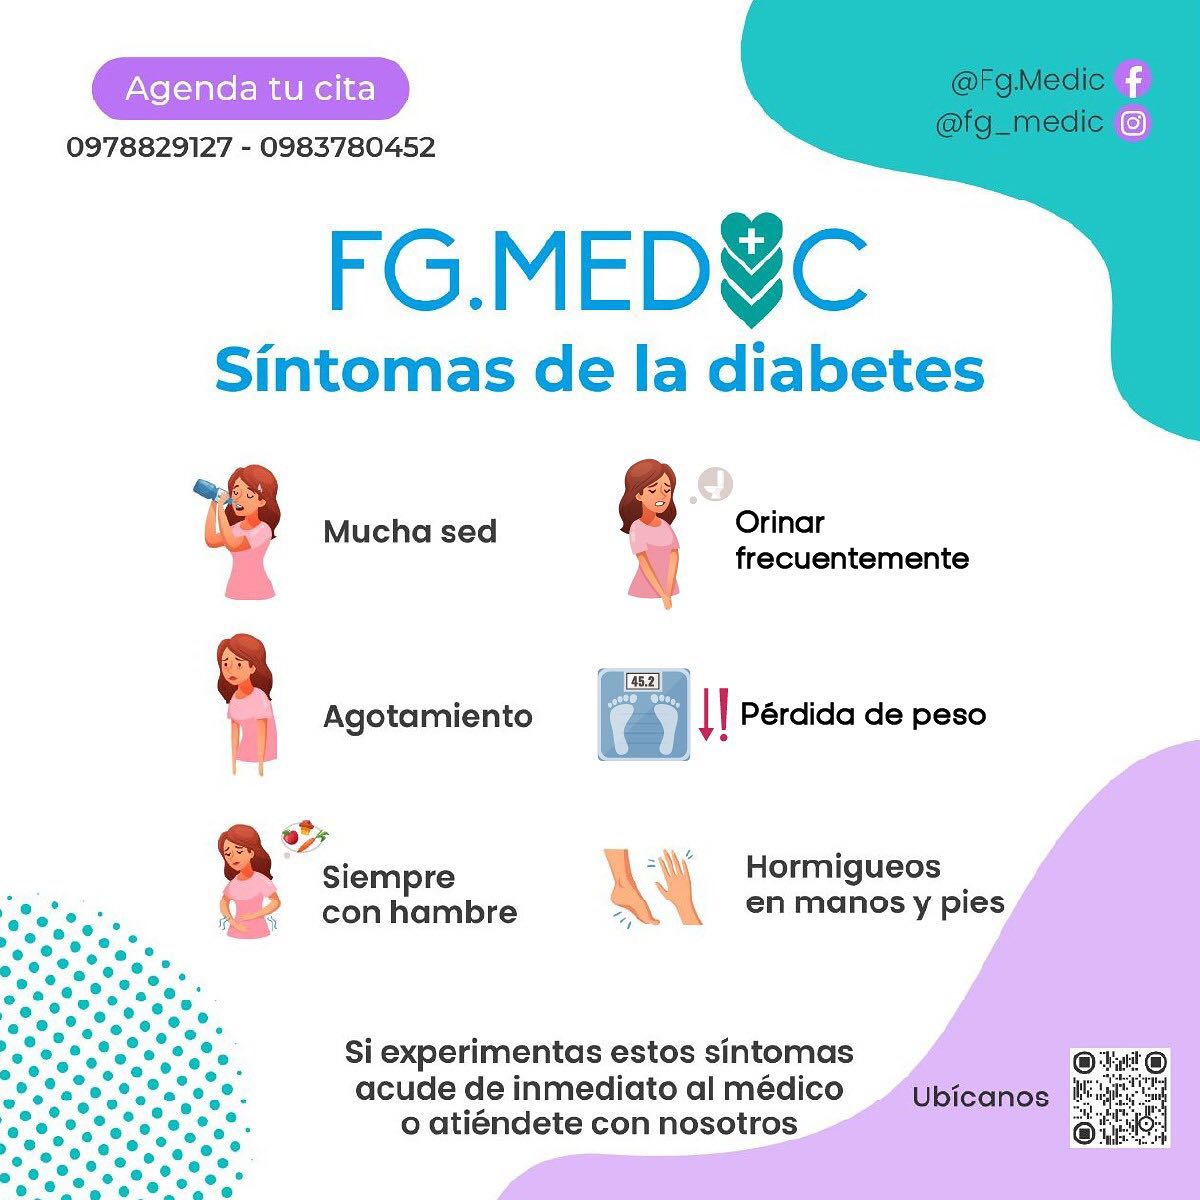 Agenda tu cita
0978829127 - 0983780452
@Fg.Medic
@fg_medic
FG.MEDIC
Síntomas de la diabetes
Mucha sed
Orinar
frecuentemente
Agotamiento
45.2
Pérdida de peso
Siempre
con hambre
Hormigueos
en manos y pies
Si experimentas estos síntomas
acude de inmediato al médico
o atiéndete con nosotros
Ubícanos